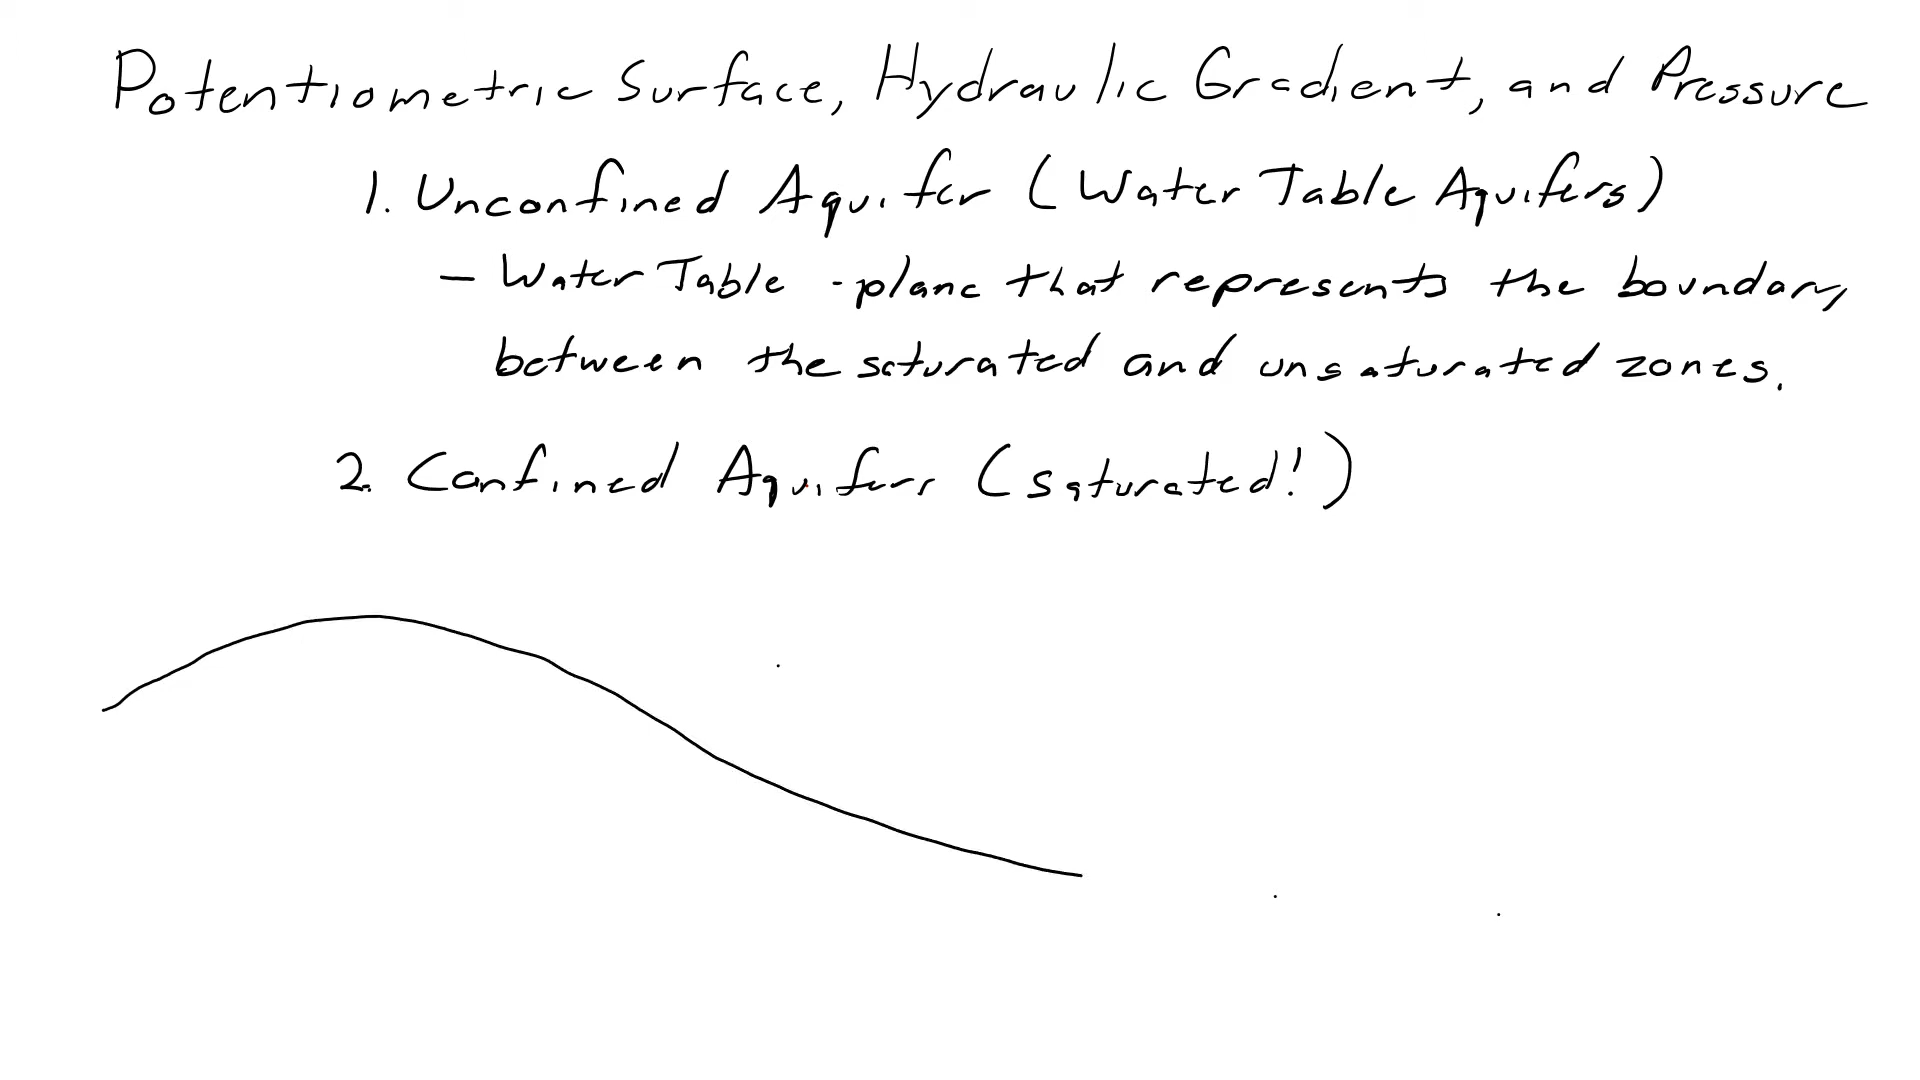 Potentiometric Surface, Hydraulic Gradient, and Pressure
1. Unconfined Aquifer (Water Table Aquifers)
- Water Table - plane that represents the boundary
between the saturated and unsaturated zones.
2. Confined Aquifers (saturated!)